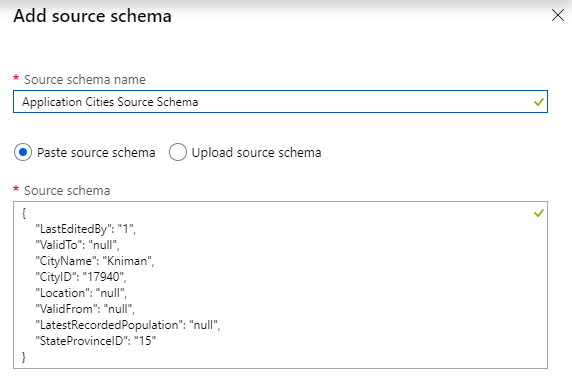 Add source schema
* Source schema name
Application Cities Source Schema
Paste source schema Upload source schema
* Source schema
{
"LastEditedBy": "1",
"ValidTo": "null",
"CityName": "Kniman",
"CityID": "17940",
"Location": "null",
"ValidFrom": "null",
"LatestRecordedPopulation": "null",
"StateProvinceID": "15"
}